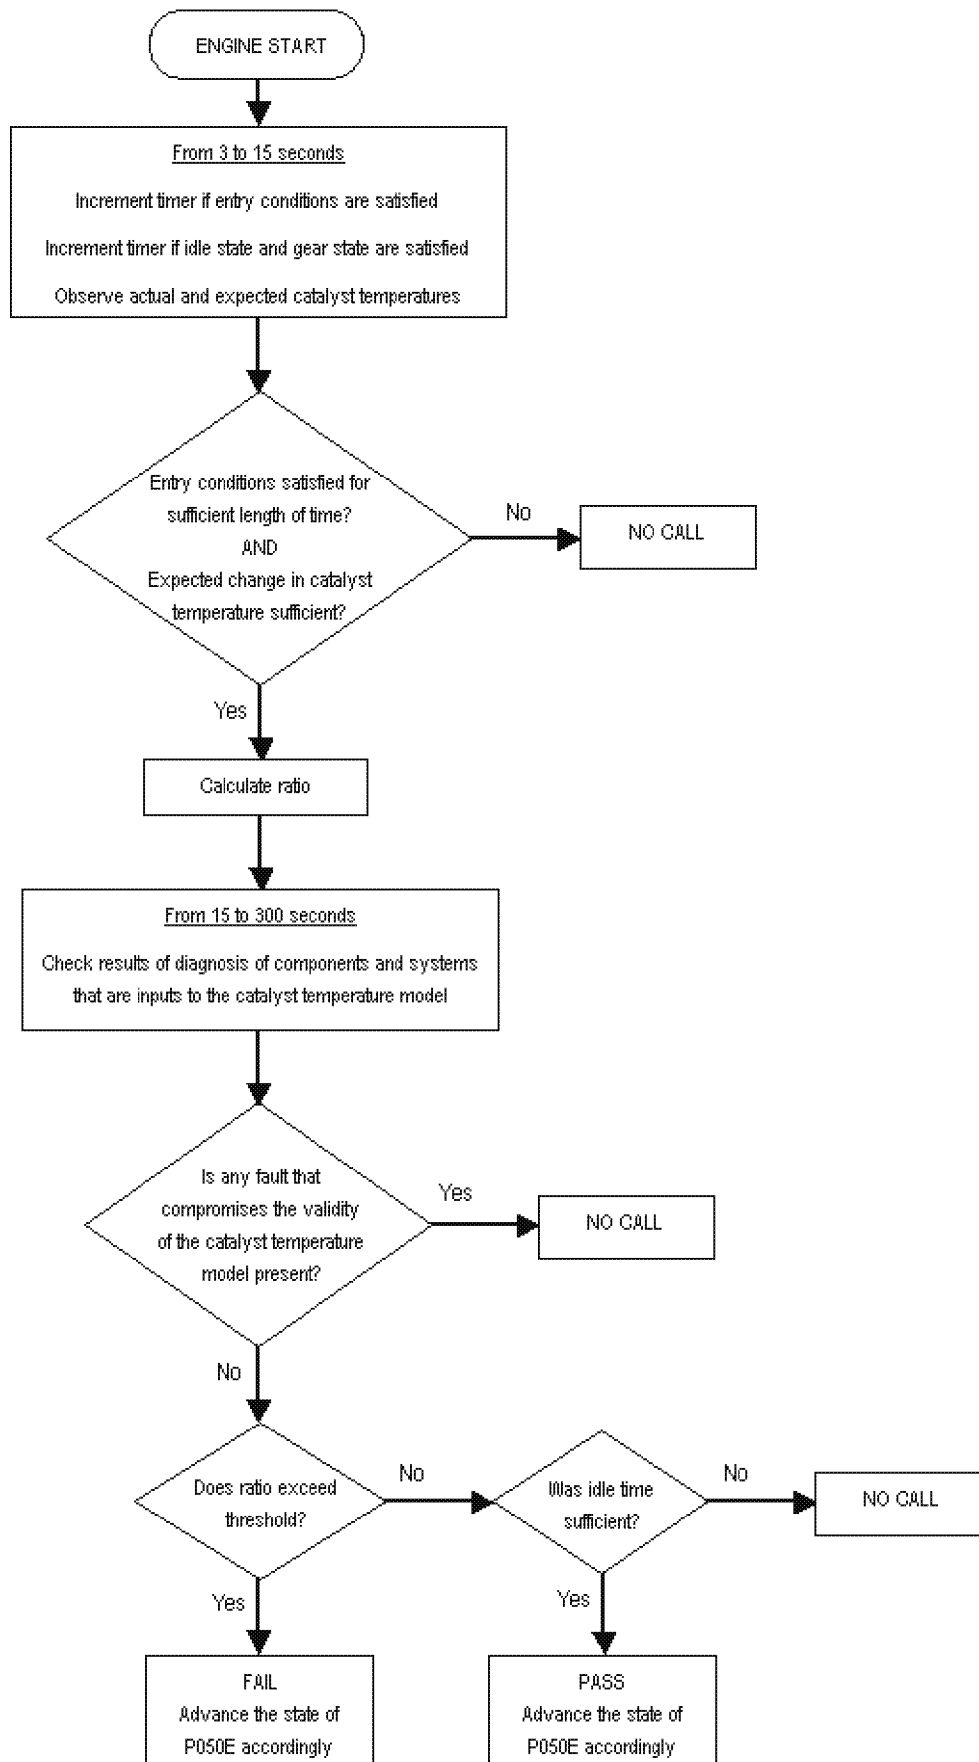 ENGINE START
From 3 to 15 seconds
Increment timer if entry conditions are satisfied
Increment timer if idle state and gear state are satisfied
Observe actual and expected catalyst temperatures
Entry conditions satisfied for
sufficient length of time?
AND
Expected change in catalyst
temperature sufficient?
No
NO CALL
Yes
Calculate ratio
From 15 to 300 seconds
Check results of diagnosis of components and systems
that are inputs to the catalyst temperature model
Is any fault that
compromises the validity
of the catalyst temperature
model present?
Yes
NO CALL
No
Does ratio exceed
threshold?
No
Was idle time
sufficient?
No
NO CALL
Yes
Yes
FAIL
Advance the state of
P050E accordingly
PASS
Advance the state of
P050E accordingly